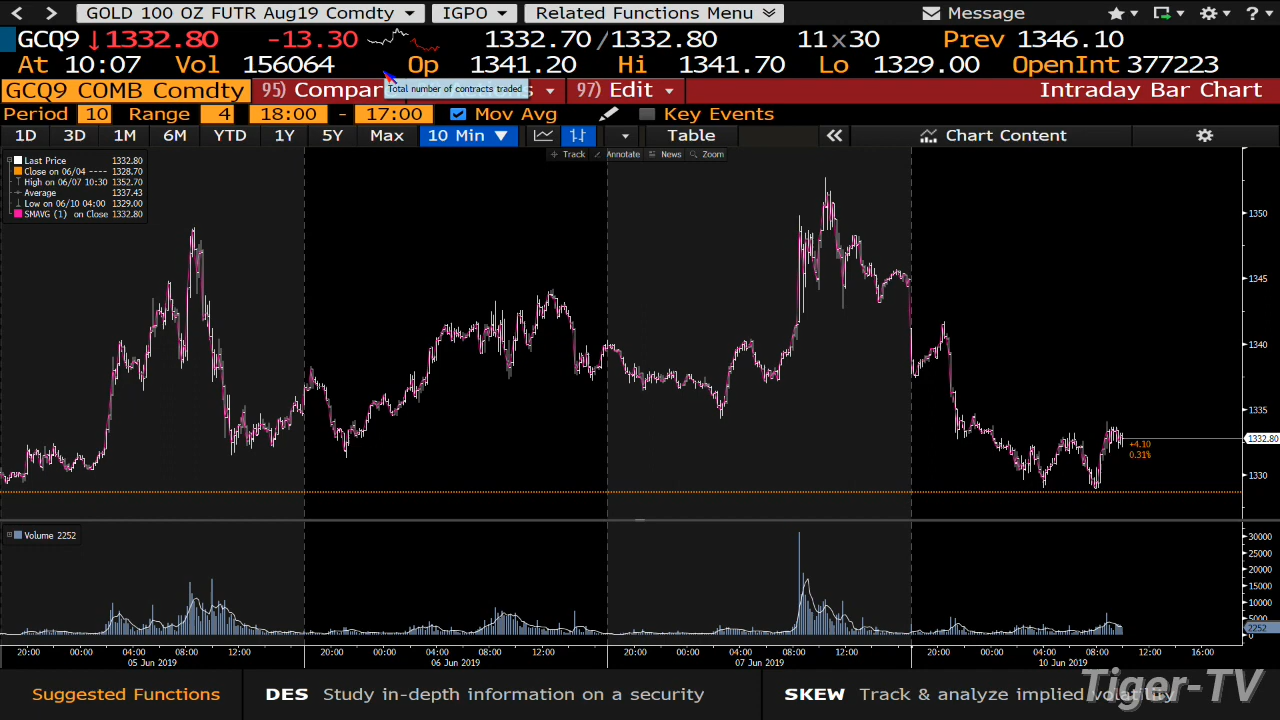 GOLD 100 OZ FUTR Aug19 Comdty IGPO Related Functions Menu Message ?
GCQ9 ↓1332.80 -13.30 1332.70 / 1332.80 11 x 30 Prev 1346.10
At 10:07 Vol 156064 Op 1341.20 Hi 1341.70 Lo 1329.00 OpenInt 377223
Total number of contracts traded
GCQ9 COMB Comdty 95) Compar s 97) Edit Intraday Bar Chart
Period 10 Range 4 18:00 - 17:00 Mov Avg Key Events
1D 3D 1M 6M YTD 1Y 5Y Max 10 Min ▼ Table « Chart Content
Track Annotate News Zoom
Last Price 1332.80
Close on 06/04 ---- 1328.70
High on 06/07 10:30 1352.70
Average 1337.43
Low on 06/10 04:00 1329.00
SMAVG (1) on Close 1332.80
1350
1345
1340
1335
1332.80
+4.10
0.31%
1330
Volume 2252
30000
25000
20000
15000
10000
5000
2252
0
20:00 00:00 04:00 08:00 12:00 20:00 00:00 04:00 08:00 12:00 20:00 00:00 04:00 08:00 12:00 20:00 00:00 04:00 08:00 12:00 16:00
05 Jun 2019 06 Jun 2019 07 Jun 2019 10 Jun 2019
Suggested Functions DES Study in-depth information on a security SKEW Track & analyze implied volatility
Tiger-TV